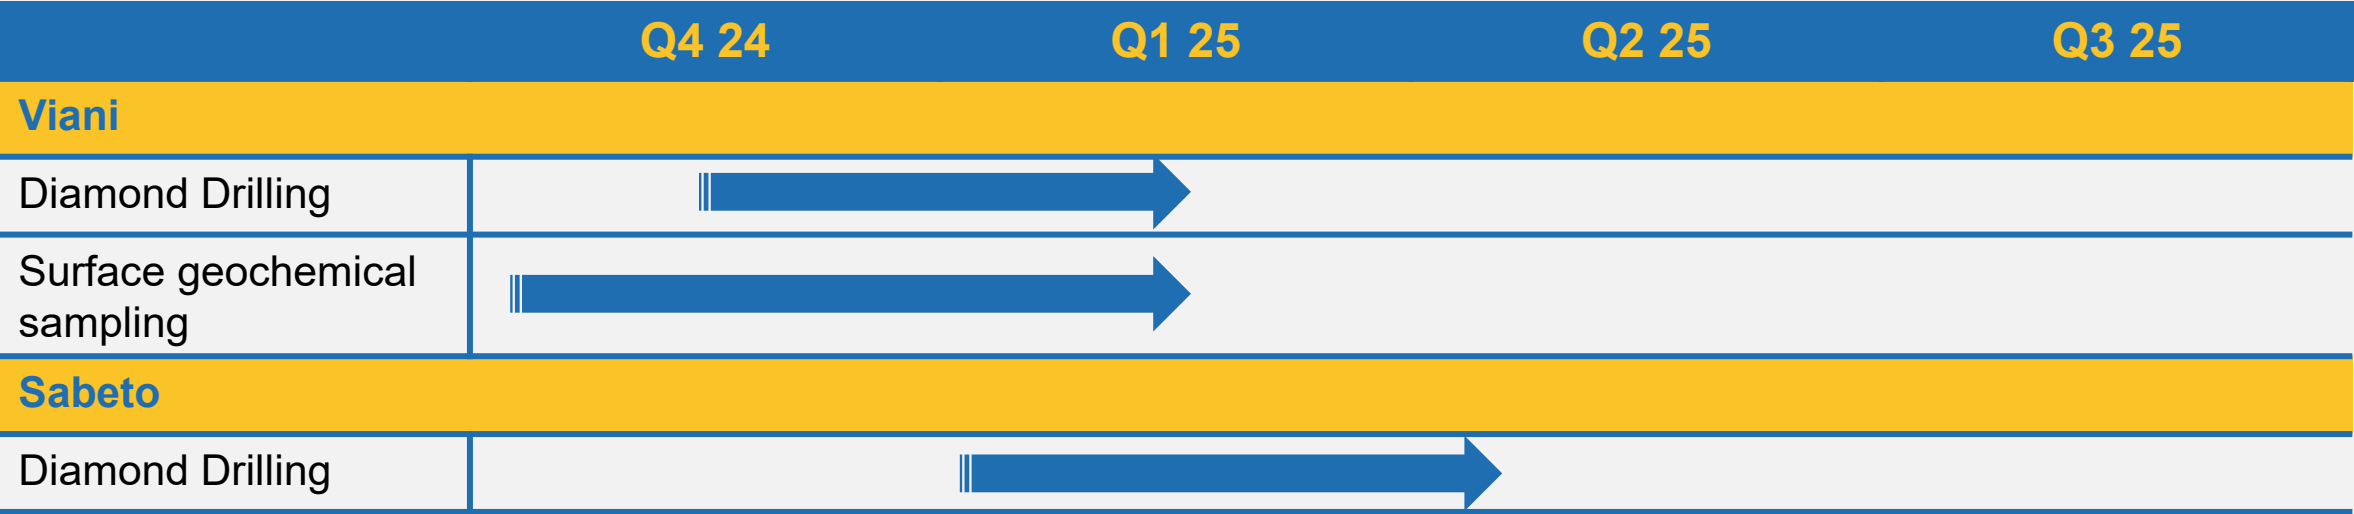 Q4 24 Q1 25 Q2 25 Q3 25
Viani
Diamond Drilling
Surface geochemical
sampling
Sabeto
Diamond Drilling